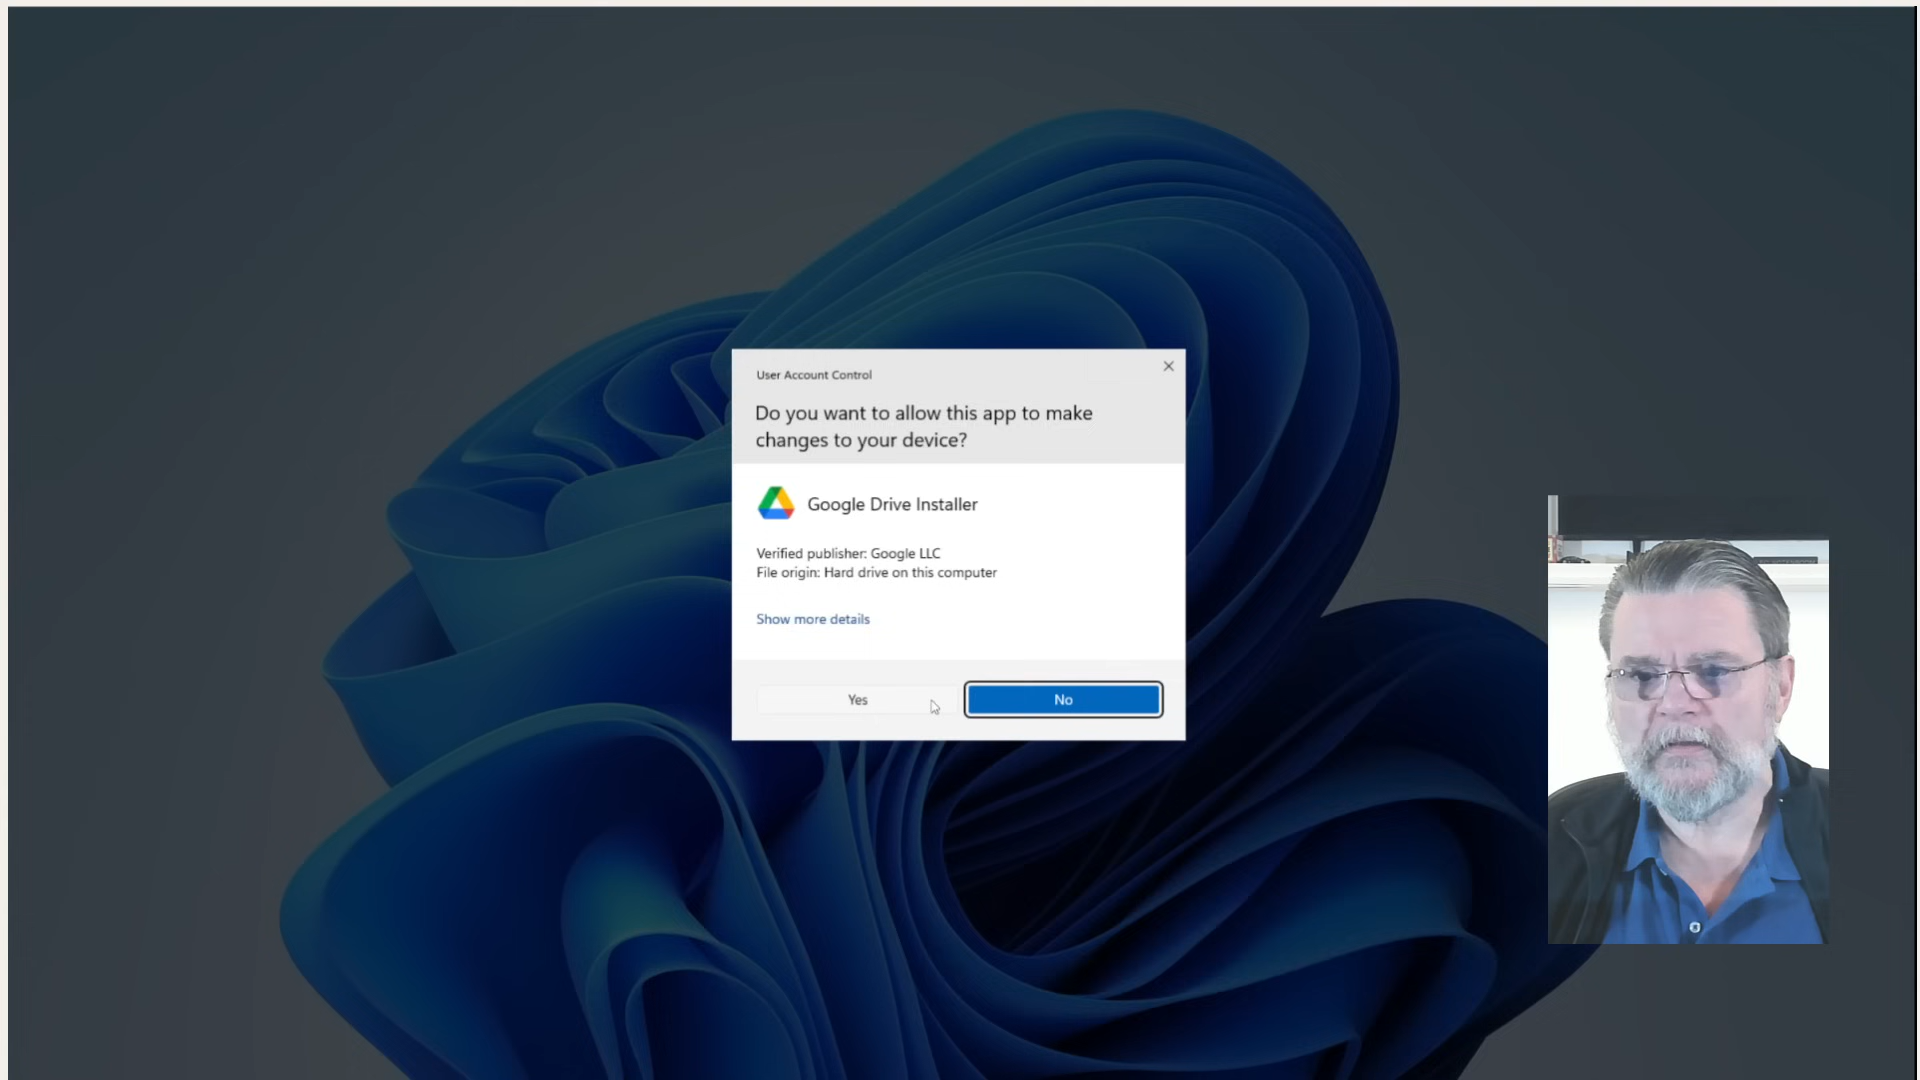 User Account Control
Do you want to allow this app to make
changes to your device?
Google Drive Installer
Verified publisher: Google LLC
File origin: Hard drive on this computer
Show more details
Yes
No